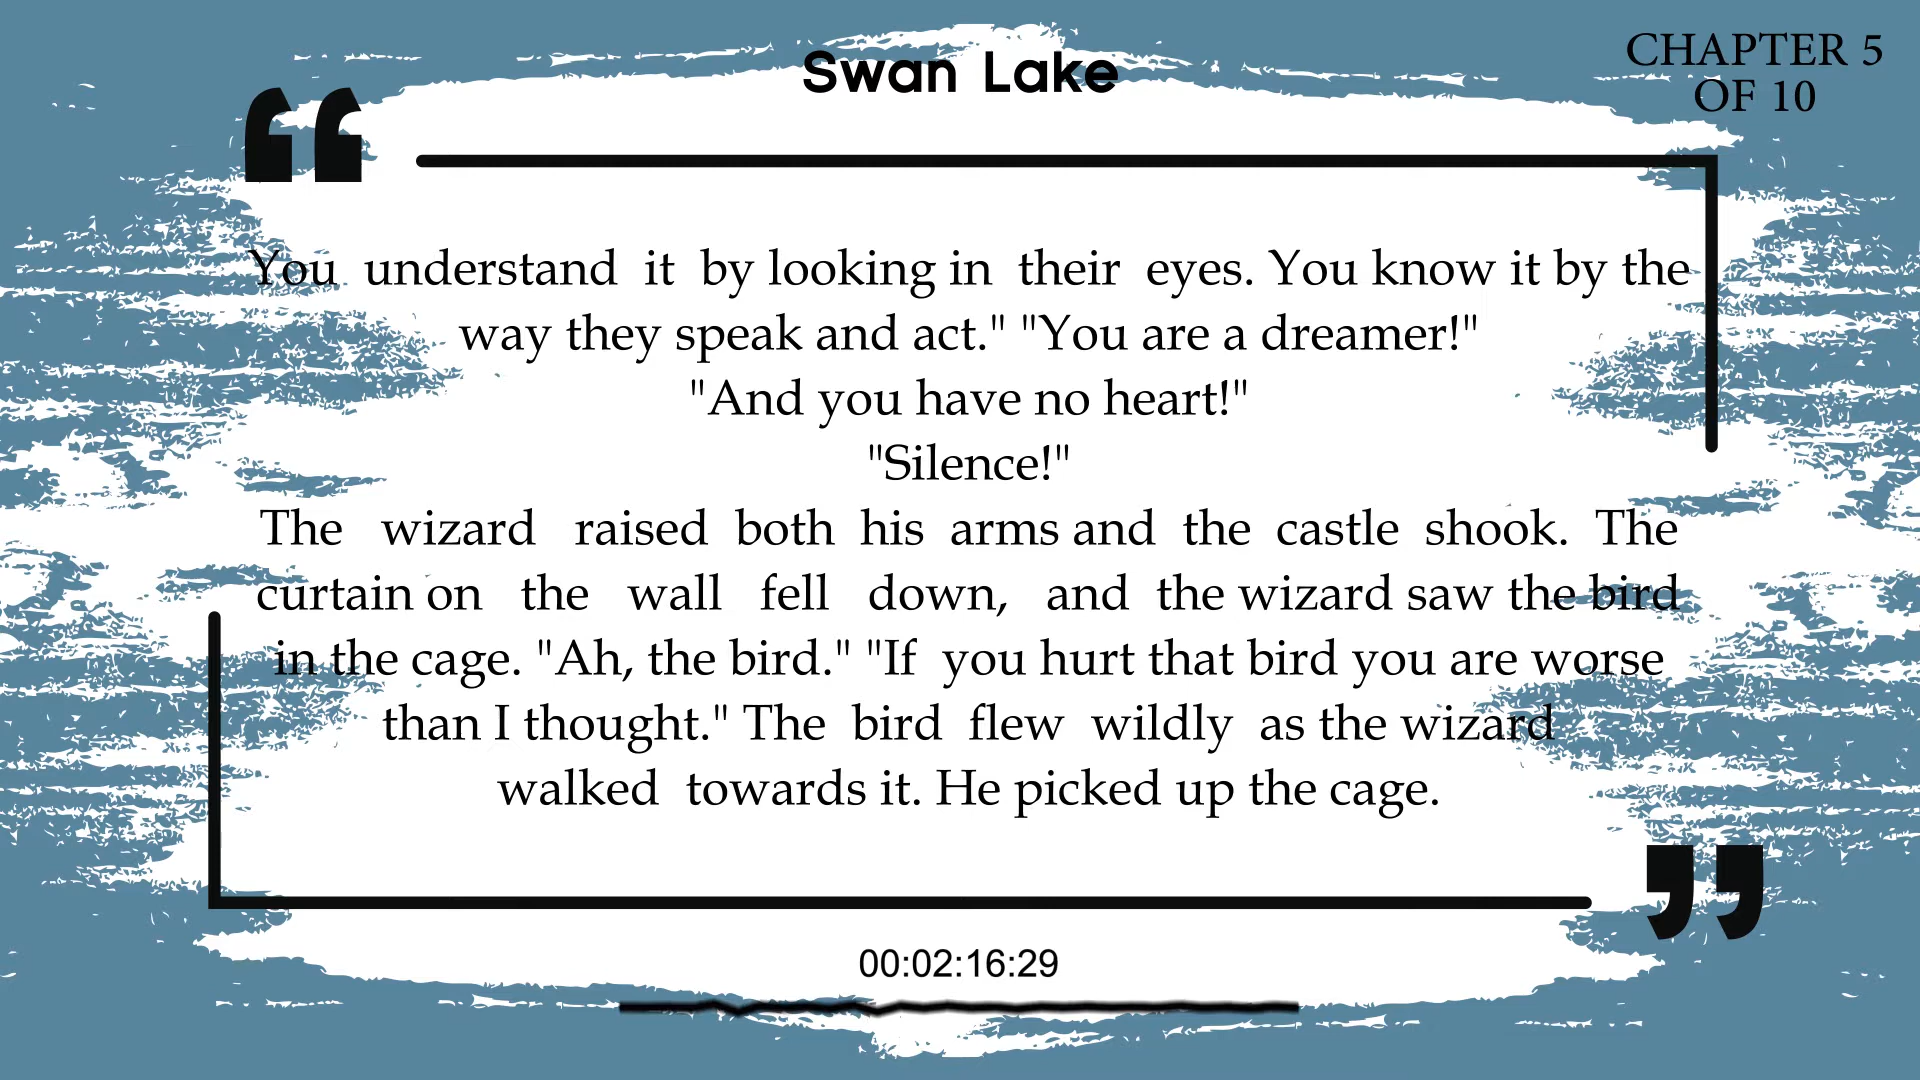 Swan Lake
CHAPTER 5
OF 10
You understand it by looking in their eyes. You know it by the
way they speak and act." "You are a dreamer!"
"And you have no heart!"
"Silence!"
The wizard raised both his arms and the castle shook. The
curtain on the wall fell down, and the wizard saw the bird
in the cage. "Ah, the bird." "If you hurt that bird you are worse
than I thought." The bird flew wildly as the wizard
walked towards it. He picked up the cage.
00:02:16:29